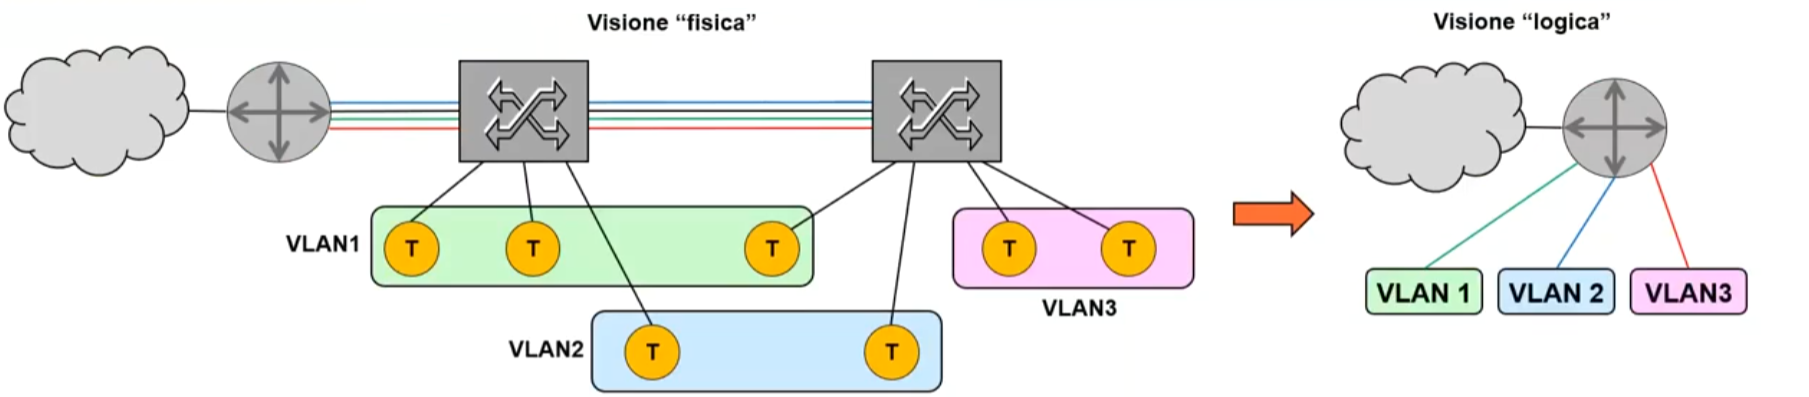 Visione “fisica”
Visione “logica”
VLAN1
T
T
T
T
T
VLAN3
VLAN2
T
T
VLAN 1
VLAN 2
VLAN3